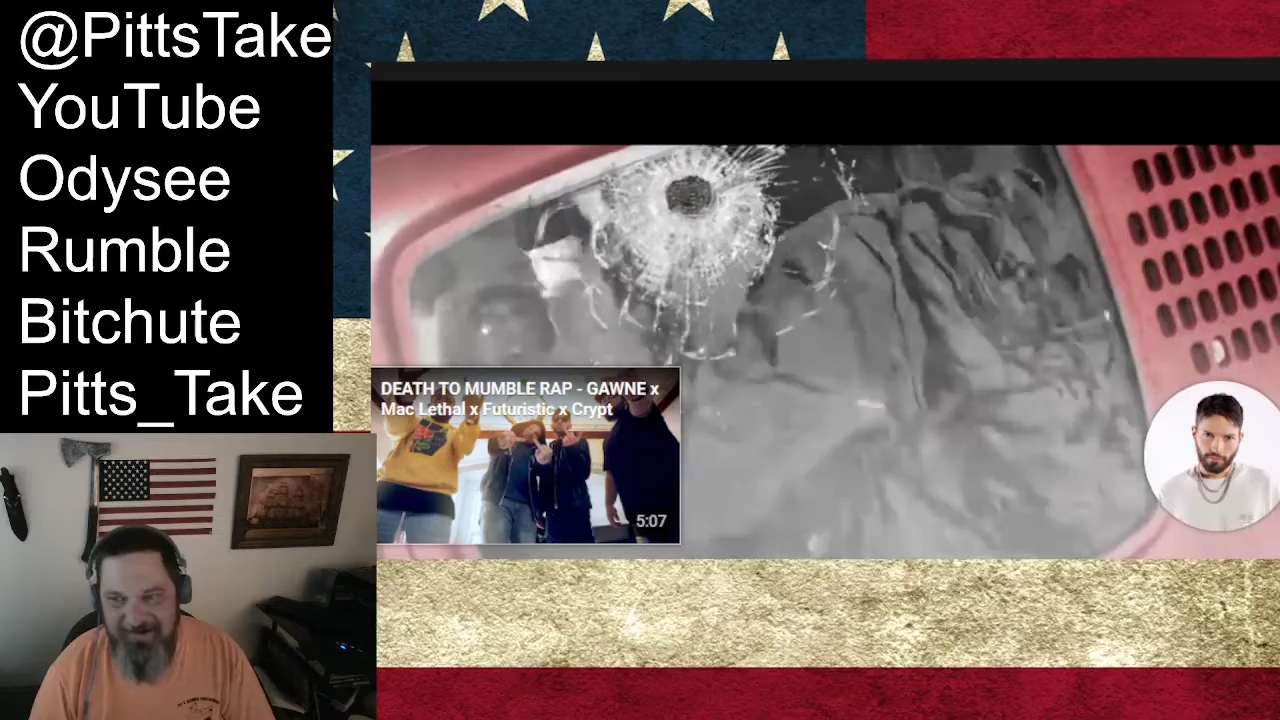 @PittsTake
YouTube
Odysee
Rumble
Bitchute
Pitts_Take
DEATH TO MUMBLE RAP - GAWNE x
Mac Lethal x Futuristic x Crypt
5:07